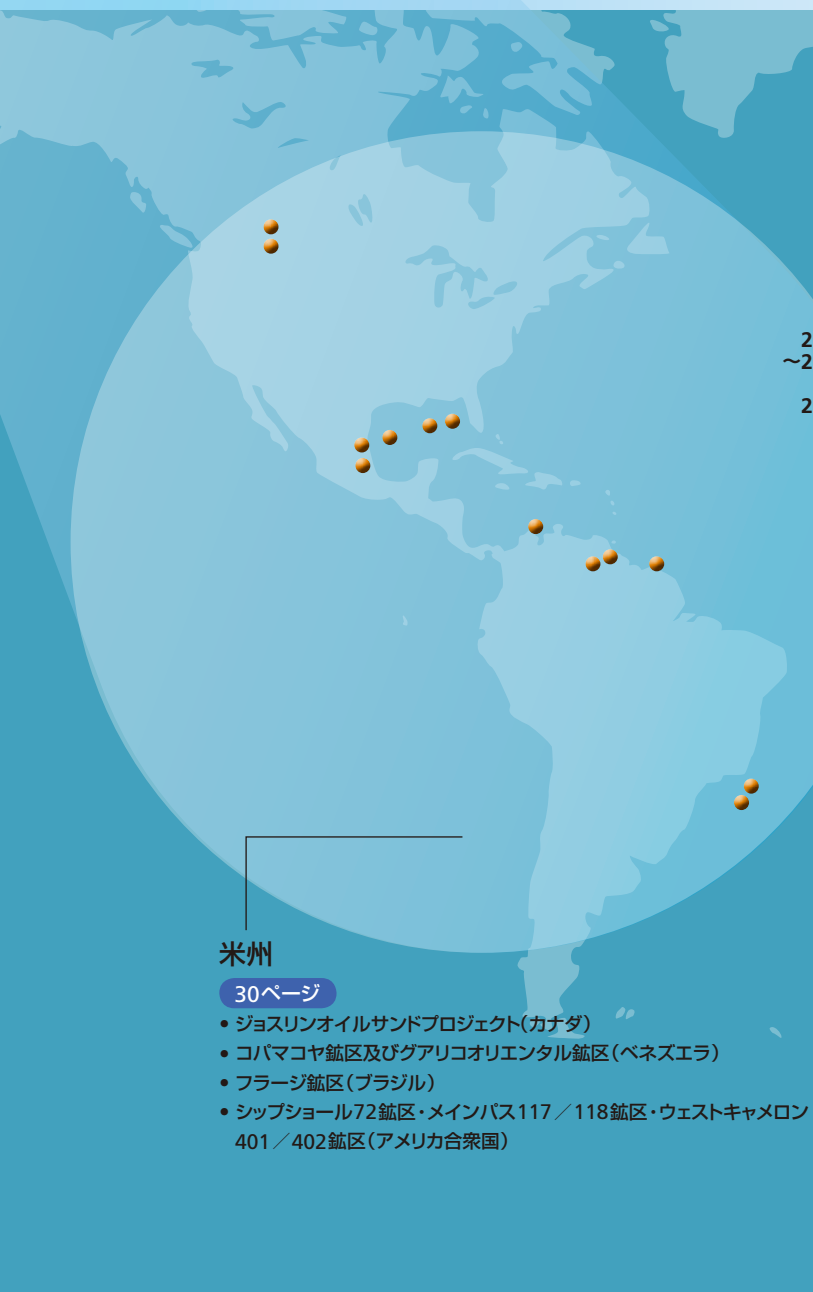 2
〜2
2
米州
30ページ
• ジョスリンオイルサンドプロジェクト（カナダ）
• コパマコヤ鉱区及びグアリコオリエンタル鉱区（ベネズエラ）
• フラージ鉱区（ブラジル）
• シップショール72鉱区・メインパス117／118鉱区・ウェストキャメロン
401／402鉱区（アメリカ合衆国）